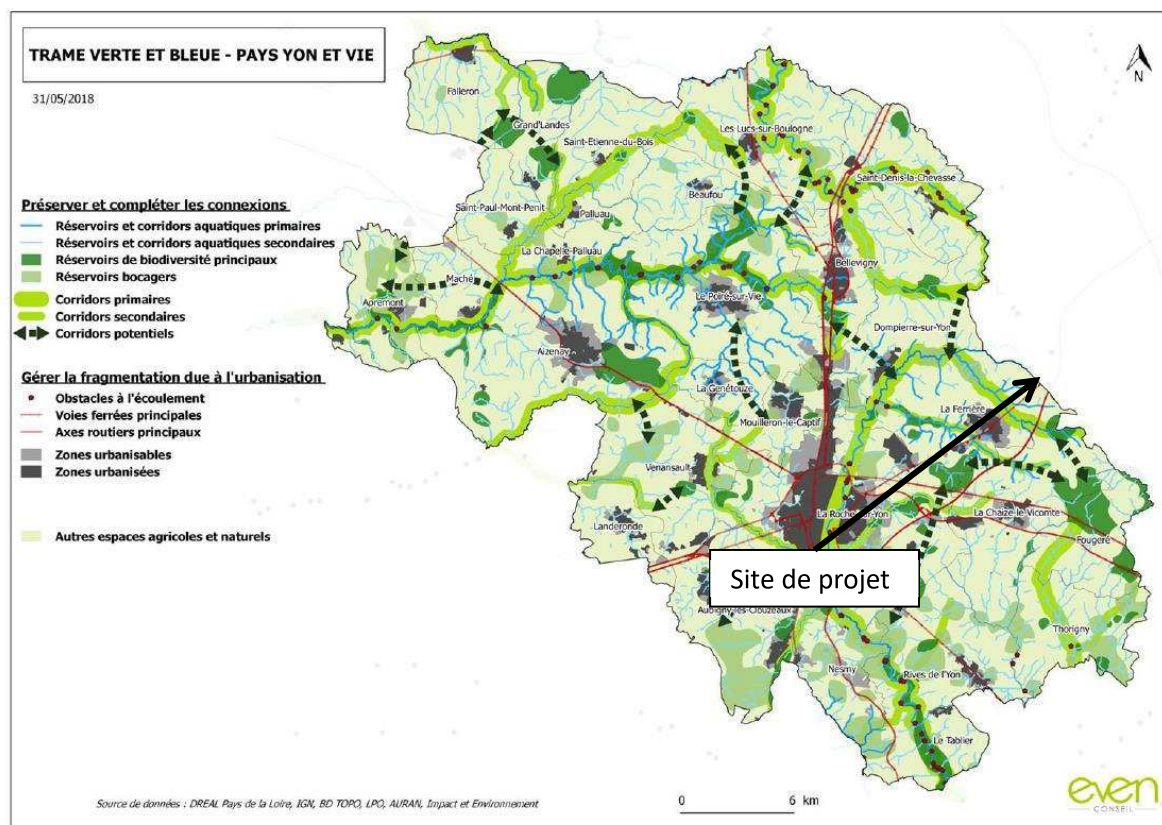 TRAME VERTE ET BLEUE - PAYS YON ET VIE
31/05/2018
N
Préserver et compléter les connexions
Réservoirs et corridors aquatiques primaires
Réservoirs et corridors aquatiques secondaires
Réservoirs de biodiversité principaux
Réservoirs bocagers
Corridors primaires
Corridors secondaires
Corridors potentiels
Gérer la fragmentation due à l'urbanisation
Obstacles à l'écoulement
Voies ferrées principales
Axes routiers principaux
Zones urbanisables
Zones urbanisées
Autres espaces agricoles et naturels
Falleron
Grand'Landes
Saint-Etienne-du-Bois
Les Lucs-sur-Boulogne
Saint-Denis-la-Chevasse
Beaufou
Saint-Paul-Mont-Penit
Palluau
La Chapelle-Palluau
Bellevigny
Maché
Apremont
Le Poiré-sur-Vie
Dompierre-sur-Yon
Aizenay
La Genétouze
La Ferrière
Mouilleron-le-Captif
Venansault
La Roche-sur-Yon
La Chaize-le-Vicomte
Landeronde
Fougeré
Site de projet
Aubigny-les-Clouzeaux
Thorigny
Nesmy
Rives de l'Yon
Le Tablier
Source de données : DREAL Pays de la Loire, IGN, BD TOPO, LPO, AURAN, Impact et Environnement
0 6 km
even
CONSEIL